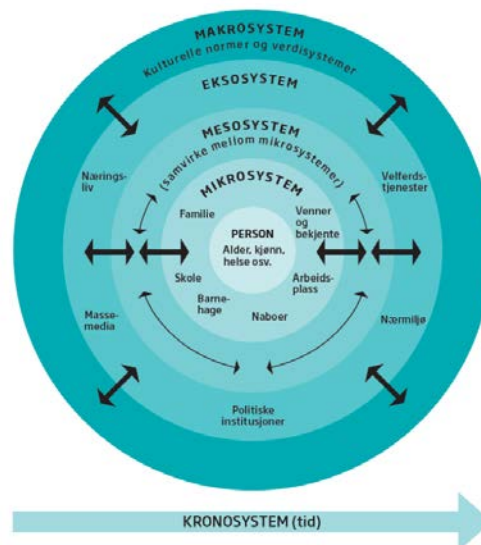 MAKROSYSTEM
Kulturelle normer og verdisystemer
EKSOSYSTEM
MESOSYSTEM
(samvirke mellom mikrosystemer)
MIKROSYSTEM
Nærings-
liv
Velferds-
tjenester
Familie
Venner
og
bekjente
PERSON
Alder, kjønn,
helse osv.
Skole
Arbeids-
plass
Barne-
hage
Naboer
Masse-
media
Nærmiljø
Politiske
institusjoner
KRONOSYSTEM (tid)